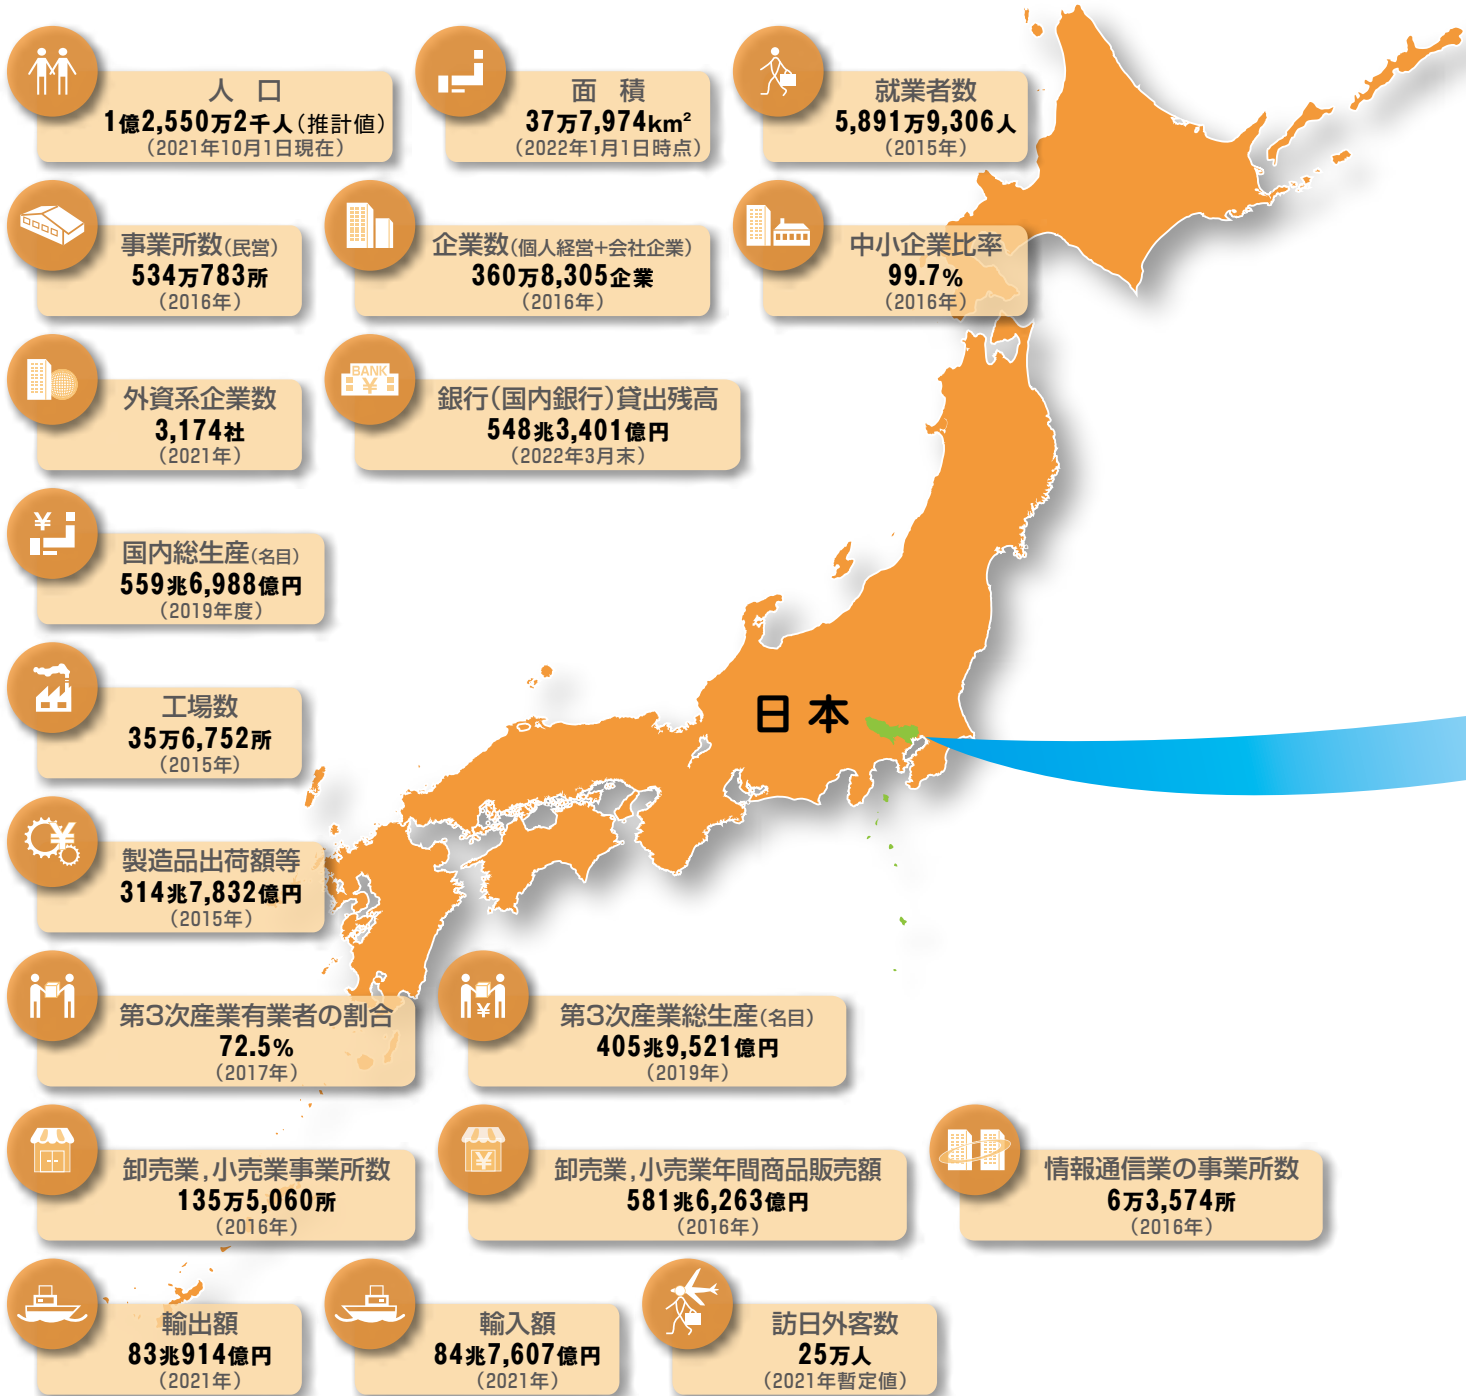 人 口
1億2,550万2千人(推計値)
(2021年10月1日現在)
面 積
37万7,974km²
(2022年1月1日時点)
就業者数
5,891万9,306人
(2015年)
事業所数(民営)
534万783所
(2016年)
企業数(個人経営+会社企業)
360万8,305企業
(2016年)
中小企業比率
99.7%
(2016年)
外資系企業数
3,174社
(2021年)
BANK
¥
銀行(国内銀行)貸出残高
548兆3,401億円
(2022年3月末)
¥
国内総生産(名目)
559兆6,988億円
(2019年度)
工場数
35万6,752所
(2015年)
日 本
¥
製造品出荷額等
314兆7,832億円
(2015年)
第3次産業有業者の割合
72.5%
(2017年)
¥
第3次産業総生産(名目)
405兆9,521億円
(2019年)
卸売業,小売業事業所数
135万5,060所
(2016年)
¥
卸売業,小売業年間商品販売額
581兆6,263億円
(2016年)
情報通信業の事業所数
6万3,574所
(2016年)
輸出額
83兆914億円
(2021年)
輸入額
84兆7,607億円
(2021年)
訪日外客数
25万人
(2021年暫定値)